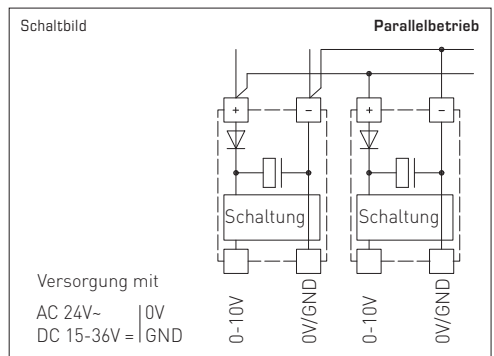 Schaltbild
Parallelbetrieb
+ − + −
Schaltung Schaltung
Versorgung mit
AC 24V~ 0V
DC 15-36V = GND
0-10V
0V/GND
0-10V
0V/GND